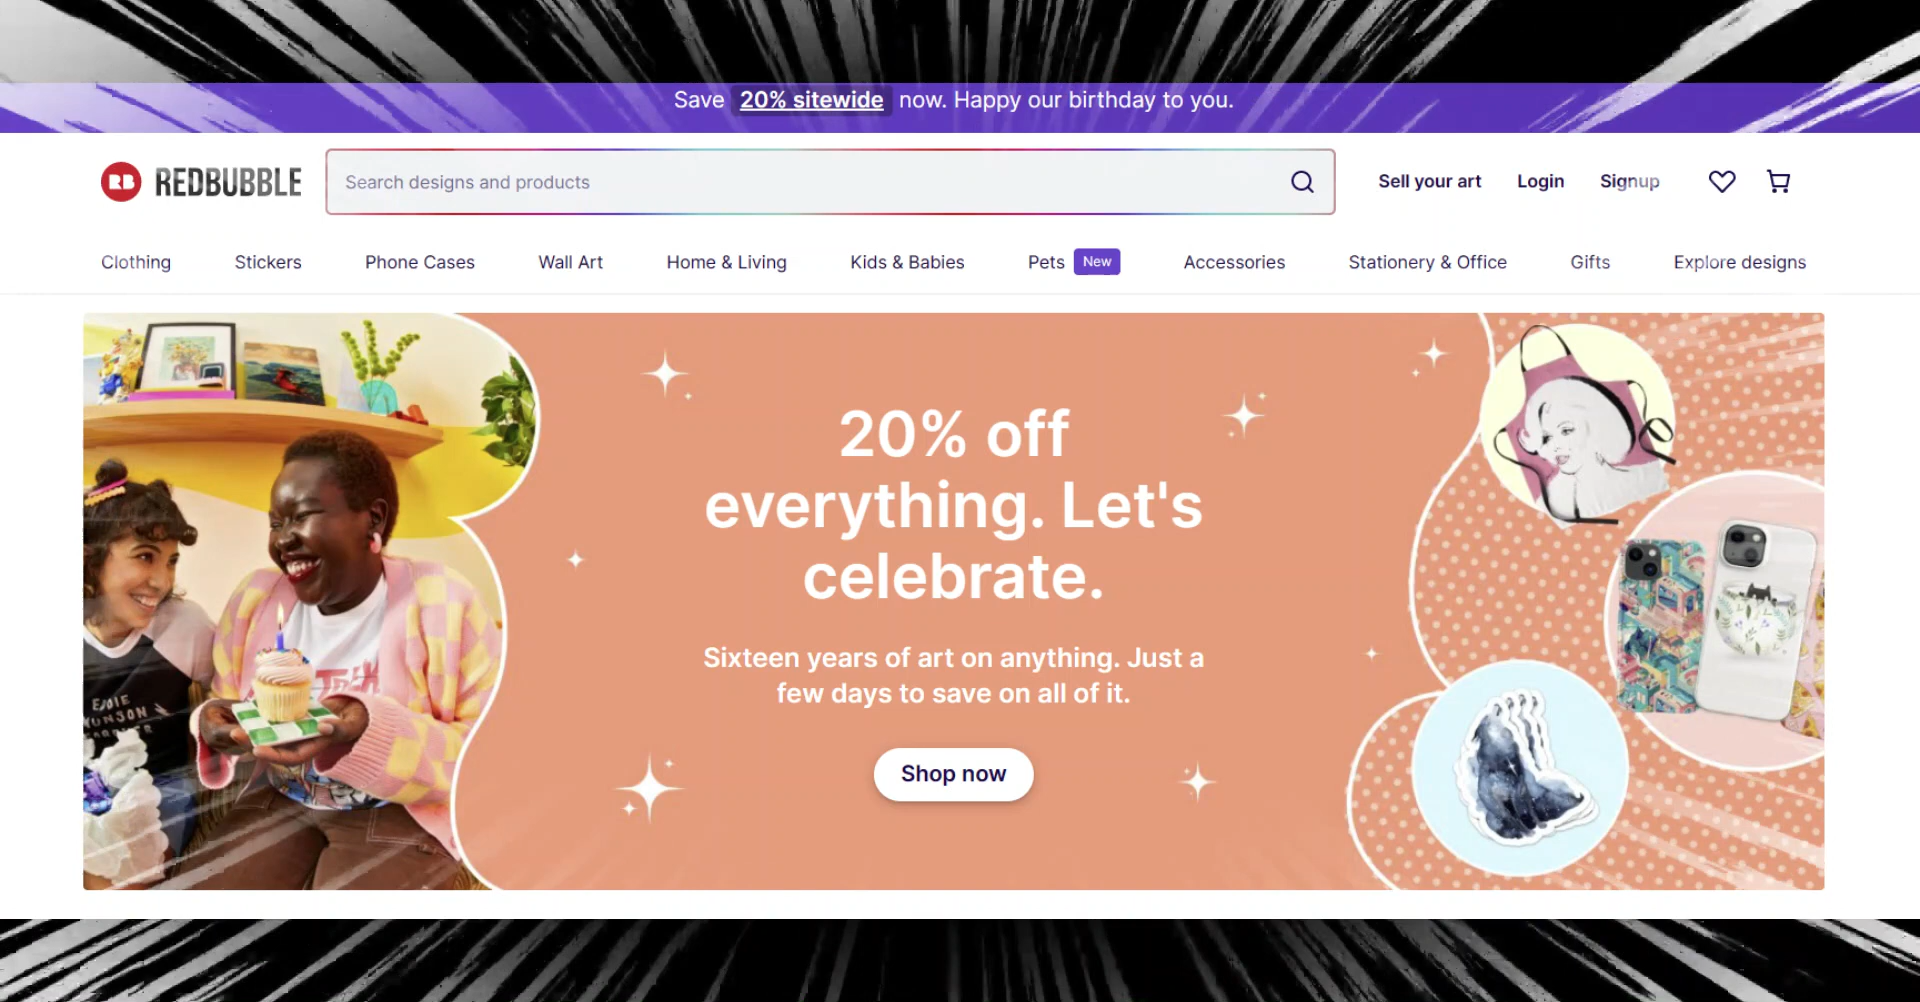 Save 20% sitewide now. Happy our birthday to you.
RB REDBUBBLE
Search designs and products
Sell your art
Login
Signup
Clothing
Stickers
Phone Cases
Wall Art
Home & Living
Kids & Babies
Pets New
Accessories
Stationery & Office
Gifts
Explore designs
20% off
everything. Let's
celebrate.
Sixteen years of art on anything. Just a
few days to save on all of it.
Shop now